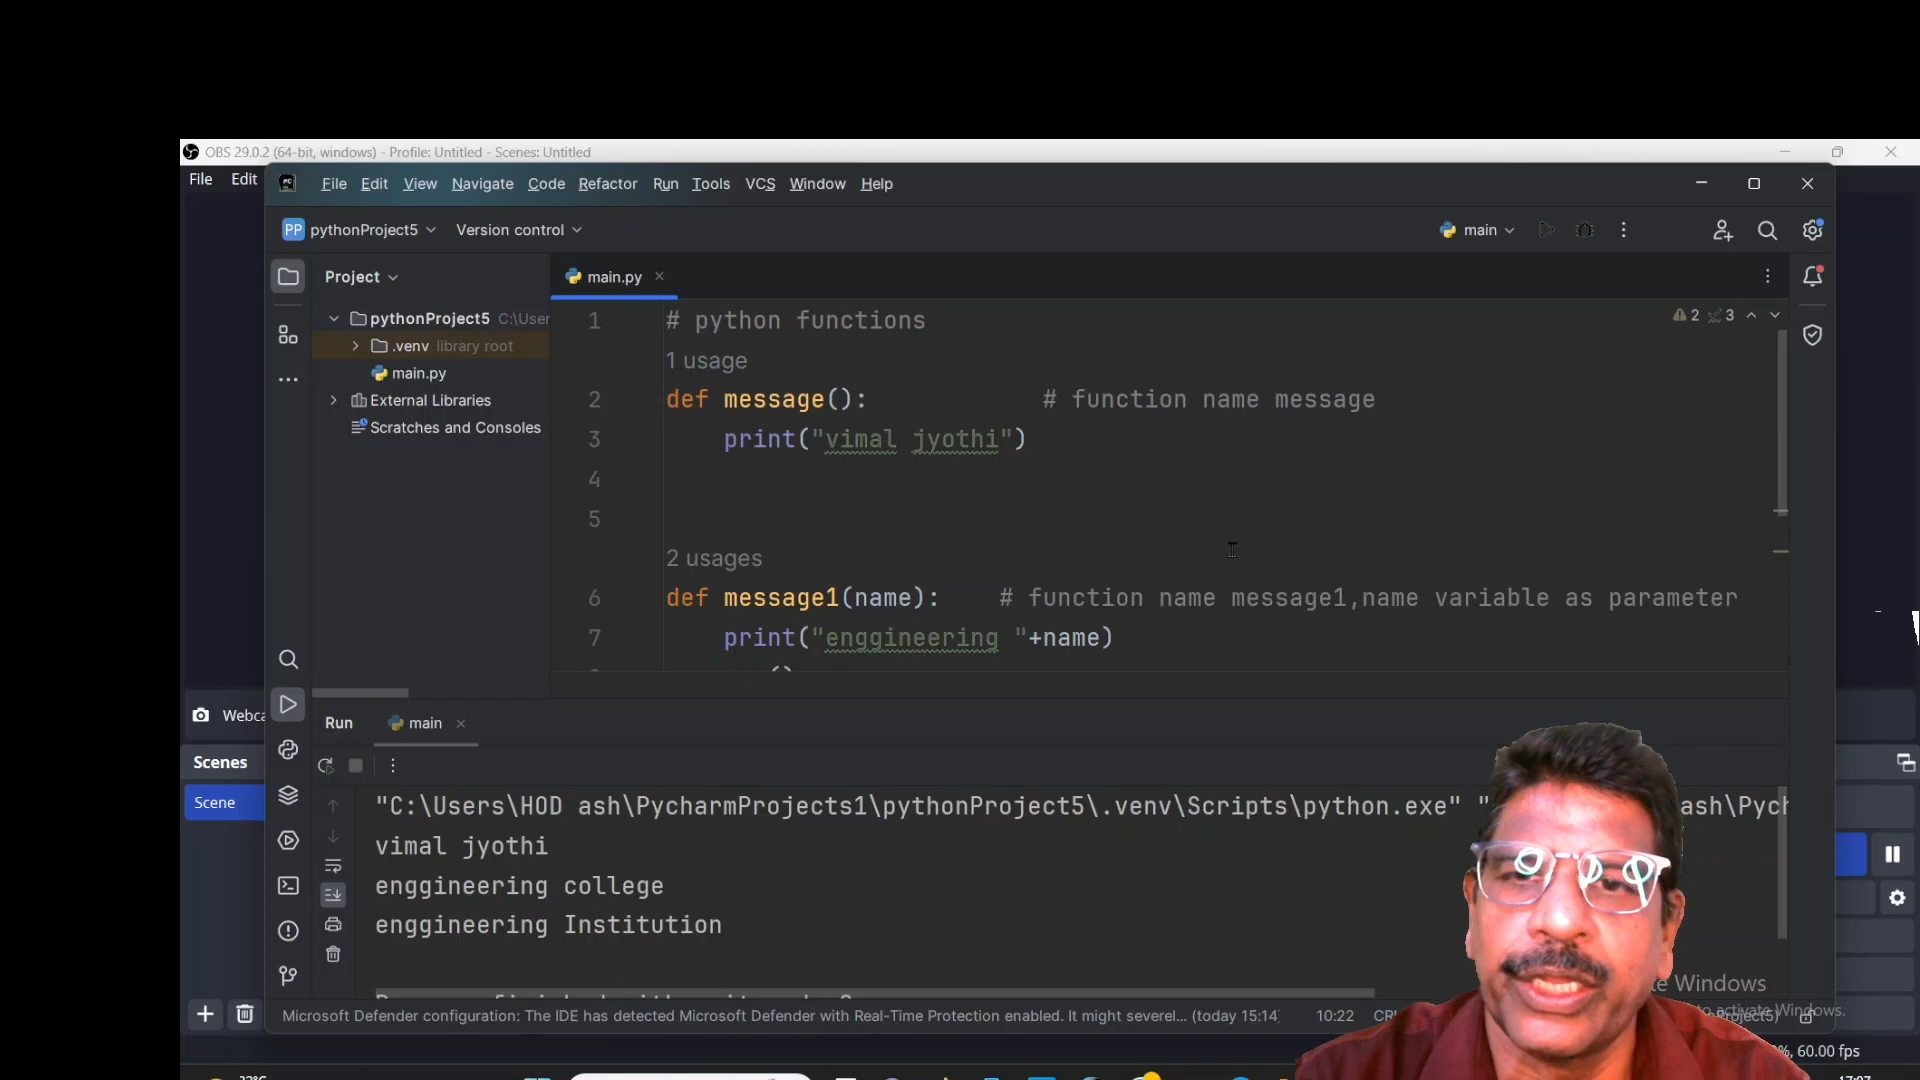 OBS 29.0.2 (64-bit, windows) - Profile: Untitled - Scenes: Untitled
File Edit
File Edit View Navigate Code Refactor Run Tools VCS Window Help
PP pythonProject5 Version control main
Project main.py
pythonProject5 C:\User
.venv library root
main.py
External Libraries
Scratches and Consoles
2 3
1 # python functions
1 usage
2 def message(): # function name message
3 print("vimal jyothi")
4
5
2 usages
6 def message1(name): # function name message1,name variable as parameter
7 print("enggineering "+name)
Run main
Scenes
Scene
"C:\Users\HOD ash\PycharmProjects1\pythonProject5\.venv\Scripts\python.exe" " ash\Pych
vimal jyothi
enggineering college
enggineering Institution
Windows
to activate Windows.
Microsoft Defender configuration: The IDE has detected Microsoft Defender with Real-Time Protection enabled. It might severel... (today 15:14) 10:22
60.00 fps